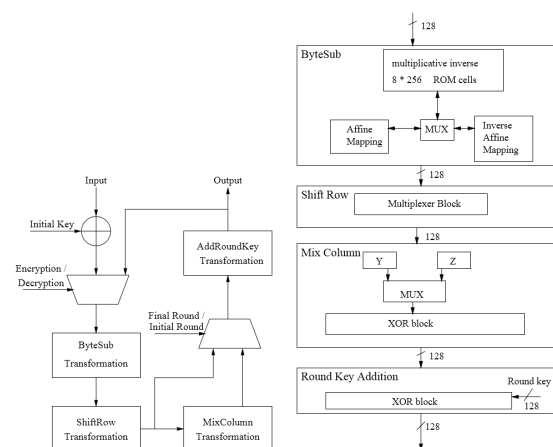 Input
Output
Initial Key
AddRoundKey
Transformation
Encryption /
Decryption
Final Round /
Initial Round
ByteSub
Transformation
ShiftRow
Transformation
MixColumn
Transformation
128
ByteSub
multiplicative inverse
8 * 256 ROM cells
Affine
Mapping
MUX
Inverse
Affine
Mapping
128
Shift Row
Multiplexer Block
128
Mix Column
Y
Z
MUX
XOR block
128
Round Key Addition
Round key
XOR block
128
128